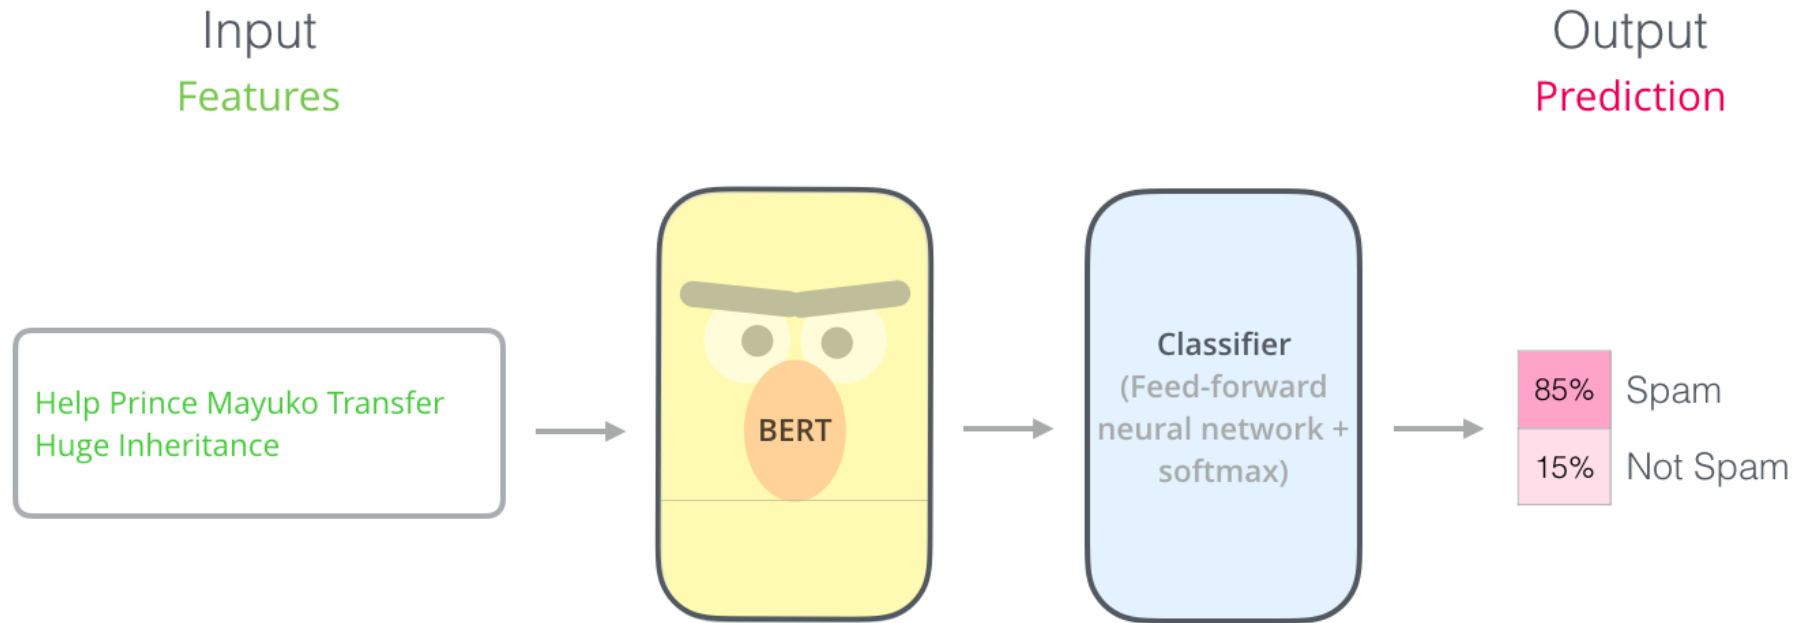 Input
Features
Output
Prediction
Help Prince Mayuko Transfer
Huge Inheritance
BERT
Classifier
(Feed-forward
neural network +
softmax)
85% Spam
15% Not Spam